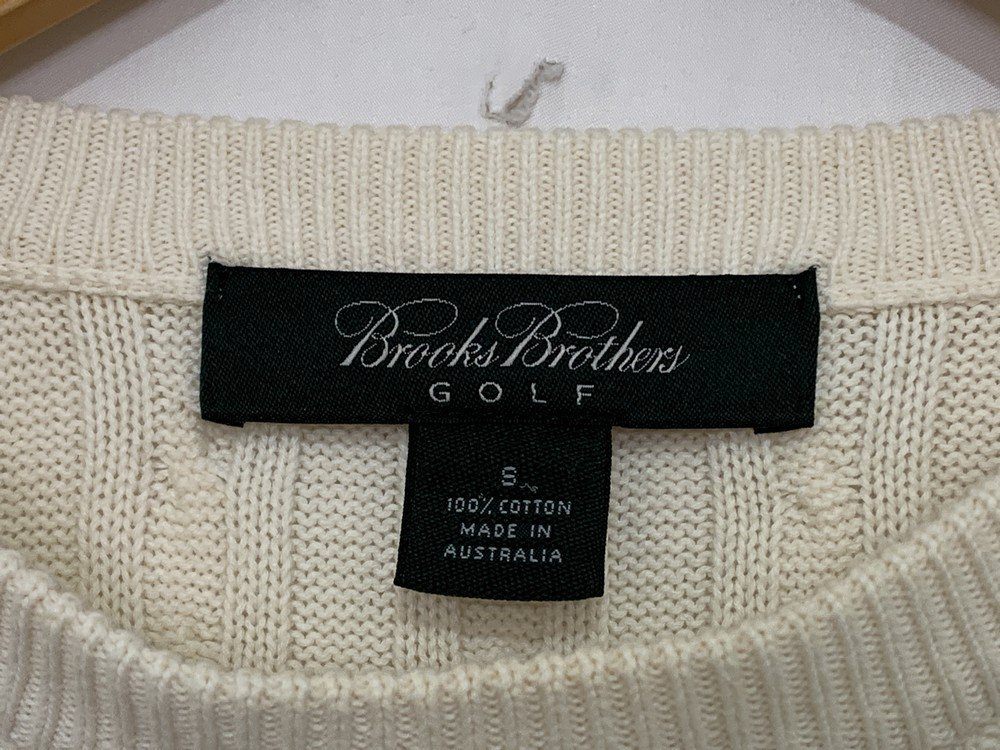 Brooks Brothers
GOLF
S
100% COTTON
MADE IN
AUSTRALIA